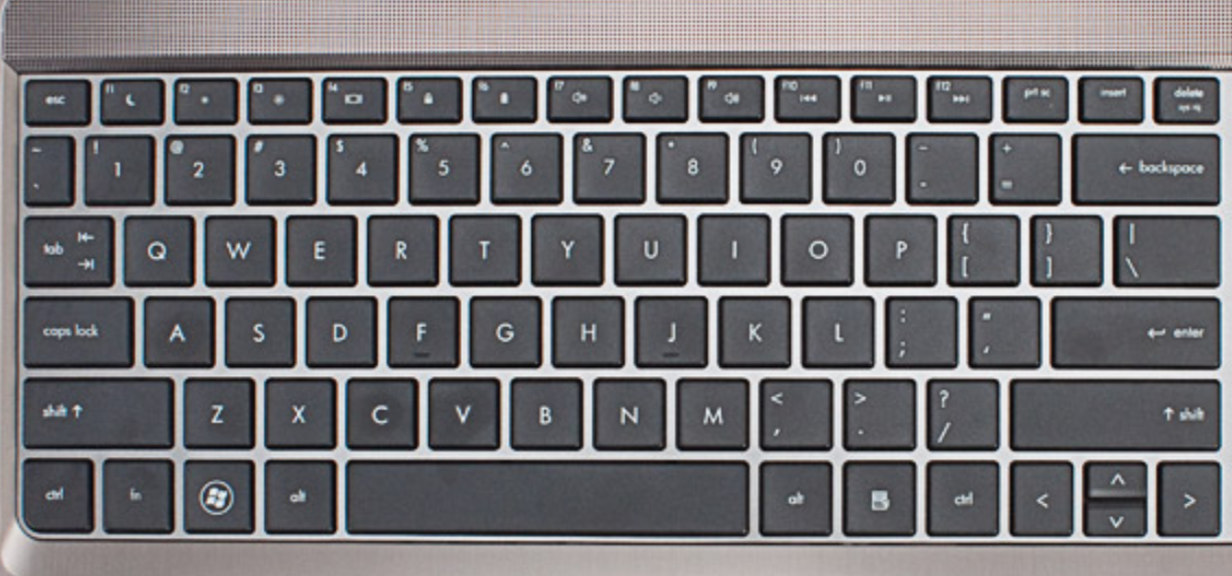 esc f1 f2 f3 f4 f5 f6 f7 f8 f9 f10 f11 f12 prt sc insert delete
sys rq
~ ! @ # $ % ^ & * ( ) _ +
` 1 2 3 4 5 6 7 8 9 0 - = ← backspace
tab Q W E R T Y U I O P { } |
[ ] \
caps lock A S D F G H J K L : " ↵ enter
; '
shift ↑ Z X C V B N M < > ? ↑ shift
, . /
ctrl fn alt alt ctrl < ^ >
v